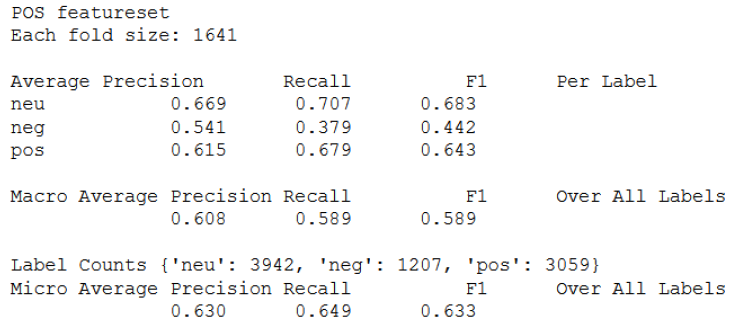 POS featureset
Each fold size: 1641
Average Precision Recall F1 Per Label
neu 0.669 0.707 0.683
neg 0.541 0.379 0.442
pos 0.615 0.679 0.643
Macro Average Precision Recall F1 Over All Labels
0.608 0.589 0.589
Label Counts {'neu': 3942, 'neg': 1207, 'pos': 3059}
Micro Average Precision Recall F1 Over All Labels
0.630 0.649 0.633